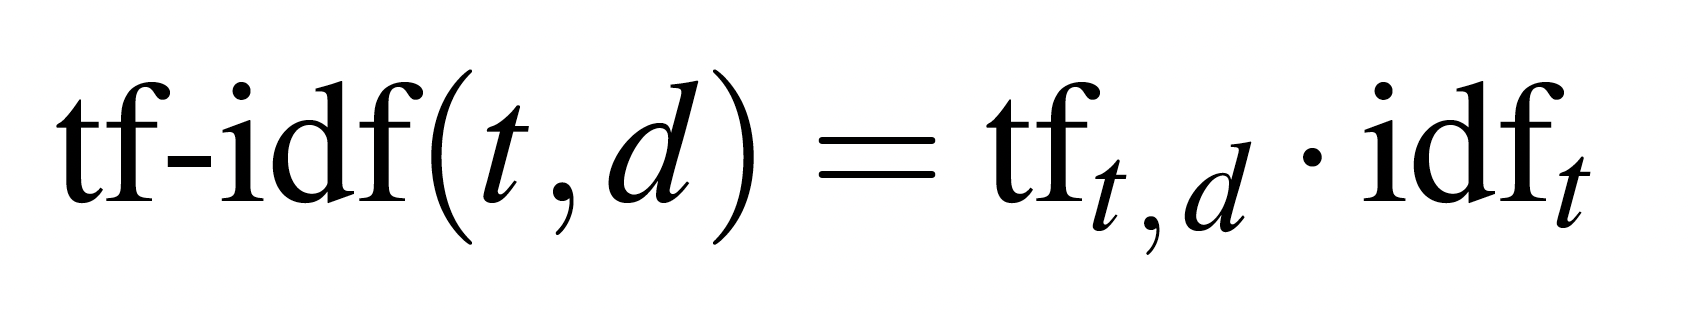 tf-idf(t, d) = tf_{t,d} · idf_t